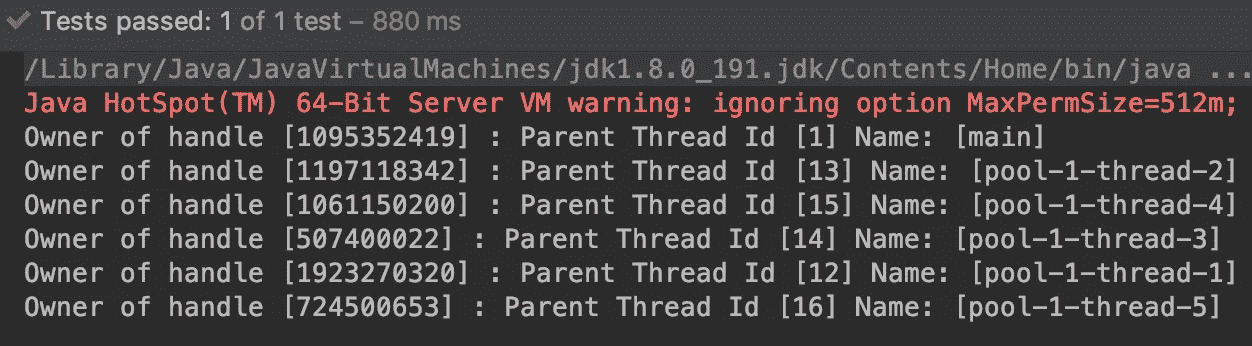 Tests passed: 1 of 1 test – 880 ms
/Library/Java/JavaVirtualMachines/jdk1.8.0_191.jdk/Contents/Home/bin/java ...
Java HotSpot(TM) 64-Bit Server VM warning: ignoring option MaxPermSize=512m;
Owner of handle [1095352419] : Parent Thread Id [1] Name: [main]
Owner of handle [1197118342] : Parent Thread Id [13] Name: [pool-1-thread-2]
Owner of handle [1061150200] : Parent Thread Id [15] Name: [pool-1-thread-4]
Owner of handle [507400022] : Parent Thread Id [14] Name: [pool-1-thread-3]
Owner of handle [1923270320] : Parent Thread Id [12] Name: [pool-1-thread-1]
Owner of handle [724500653] : Parent Thread Id [16] Name: [pool-1-thread-5]